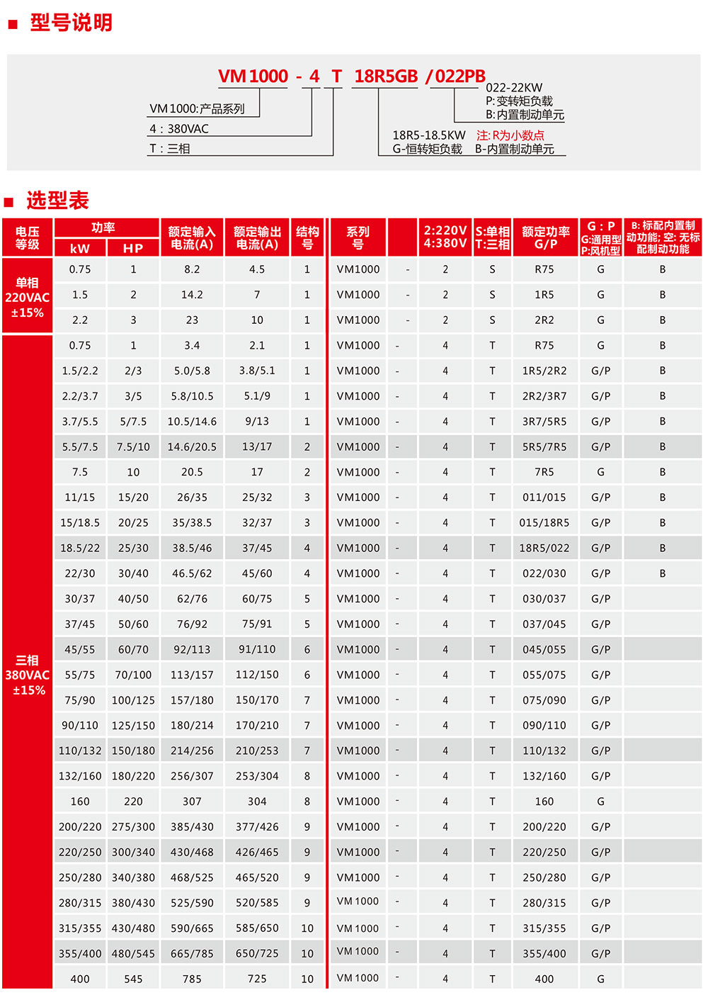 型号说明
VM1000 - 4 T 18R5GB /022PB
022-22KW
P:变转矩负载
B:内置制动单元
VM1000:产品系列
4：380VAC
T：三相
18R5-18.5KW 注:R为小数点
G-恒转矩负载 B-内置制动单元
选型表
电压等级 功率 额定输入电流(A) 额定输出电流(A) 结构号 系列号 2:220V 4:380V S:单相 T:三相 额定功率 G/P G：P G:通用型 P:风机型 B: 标配内置制动功能; 空: 无标配制动功能
kW HP
单相
220VAC
±15%
0.75 1 8.2 4.5 1 VM1000 - 2 S R75 G B
1.5 2 14.2 7 1 VM1000 - 2 S 1R5 G B
2.2 3 23 10 1 VM1000 - 2 S 2R2 G B
三相
380VAC
±15%
0.75 1 3.4 2.1 1 VM1000 - 4 T R75 G B
1.5/2.2 2/3 5.0/5.8 3.8/5.1 1 VM1000 - 4 T 1R5/2R2 G/P B
2.2/3.7 3/5 5.8/10.5 5.1/9 1 VM1000 - 4 T 2R2/3R7 G/P B
3.7/5.5 5/7.5 10.5/14.6 9/13 1 VM1000 - 4 T 3R7/5R5 G/P B
5.5/7.5 7.5/10 14.6/20.5 13/17 2 VM1000 - 4 T 5R5/7R5 G/P B
7.5 10 20.5 17 2 VM1000 - 4 T 7R5 G B
11/15 15/20 26/35 25/32 3 VM1000 - 4 T 011/015 G/P B
15/18.5 20/25 35/38.5 32/37 3 VM1000 - 4 T 015/18R5 G/P B
18.5/22 25/30 38.5/46 37/45 4 VM1000 - 4 T 18R5/022 G/P B
22/30 30/40 46.5/62 45/60 4 VM1000 - 4 T 022/030 G/P B
30/37 40/50 62/76 60/75 5 VM1000 - 4 T 030/037 G/P
37/45 50/60 76/92 75/91 5 VM1000 - 4 T 037/045 G/P
45/55 60/70 92/113 91/110 6 VM1000 - 4 T 045/055 G/P
55/75 70/100 113/157 112/150 6 VM1000 - 4 T 055/075 G/P
75/90 100/125 157/180 150/170 7 VM1000 - 4 T 075/090 G/P
90/110 125/150 180/214 170/210 7 VM1000 - 4 T 090/110 G/P
110/132 150/180 214/256 210/253 7 VM1000 - 4 T 110/132 G/P
132/160 180/220 256/307 253/304 8 VM1000 - 4 T 132/160 G/P
160 220 307 304 8 VM1000 - 4 T 160 G
200/220 275/300 385/430 377/426 9 VM1000 - 4 T 200/220 G/P
220/250 300/340 430/468 426/465 9 VM1000 - 4 T 220/250 G/P
250/280 340/380 468/525 465/520 9 VM1000 - 4 T 250/280 G/P
280/315 380/430 525/590 520/585 9 VM1000 - 4 T 280/315 G/P
315/355 430/480 590/665 585/650 10 VM1000 - 4 T 315/355 G/P
355/400 480/545 665/785 650/725 10 VM1000 - 4 T 355/400 G/P
400 545 785 725 10 VM1000 - 4 T 400 G